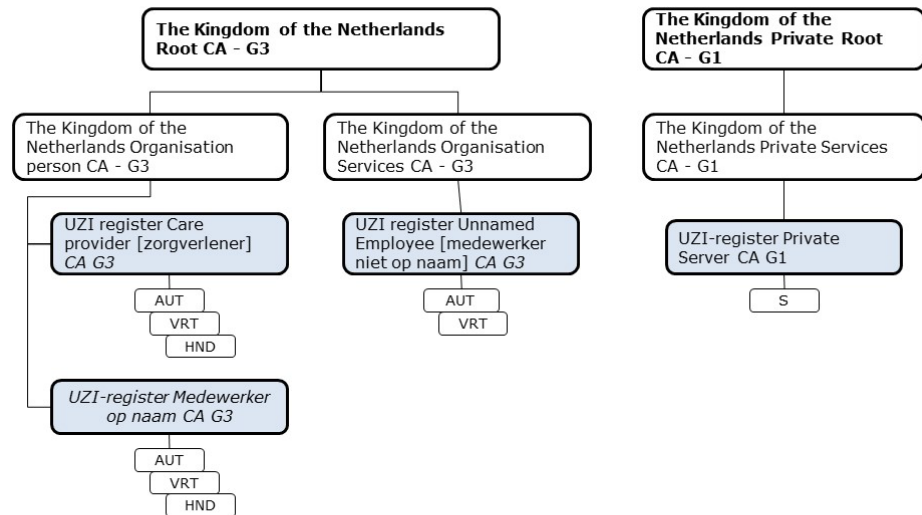 The Kingdom of the Netherlands
Root CA - G3
The Kingdom of the
Netherlands Private Root
CA - G1
The Kingdom of the
Netherlands Organisation
person CA - G3
The Kingdom of the
Netherlands Organisation
Services CA - G3
The Kingdom of the
Netherlands Private Services
CA - G1
UZI register Care
provider [zorgverlener]
CA G3
UZI register Unnamed
Employee [medewerker
niet op naam] CA G3
UZI-register Private
Server CA G1
AUT
VRT
HND
AUT
VRT
S
UZI-register Medewerker
op naam CA G3
AUT
VRT
HND